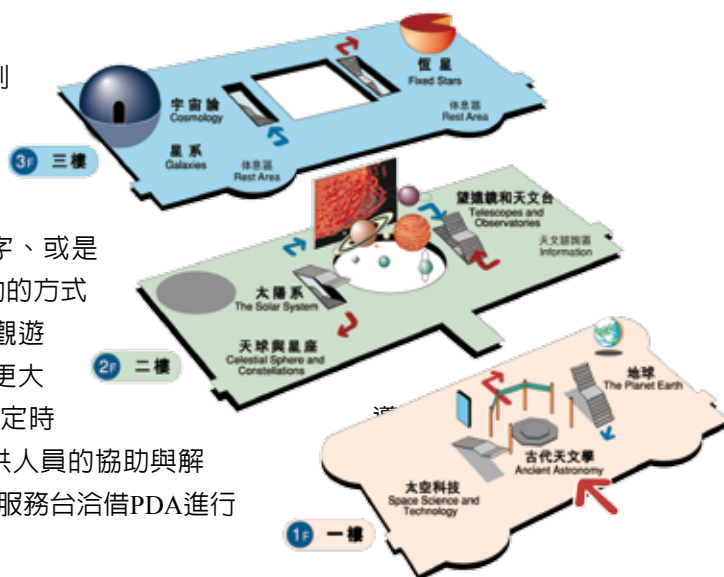 別
字、或是
動的方式
觀遊
更大
定時
供人員的協助與解
服務台洽借PDA進行
恆星
Fixed Stars
宇宙論
Cosmology
休息區
Rest Area
星系
Galaxies
休息區
Rest Area
3F 三樓
望遠鏡和天文台
Telescopes and
Observatories
天文諮詢區
Information
太陽系
The Solar System
天球與星座
Celestial Sphere and
Constellations
2F 二樓
地球
The Planet Earth
古代天文學
Ancient Astronomy
太空科技
Space Science and
Technology
1F 一樓